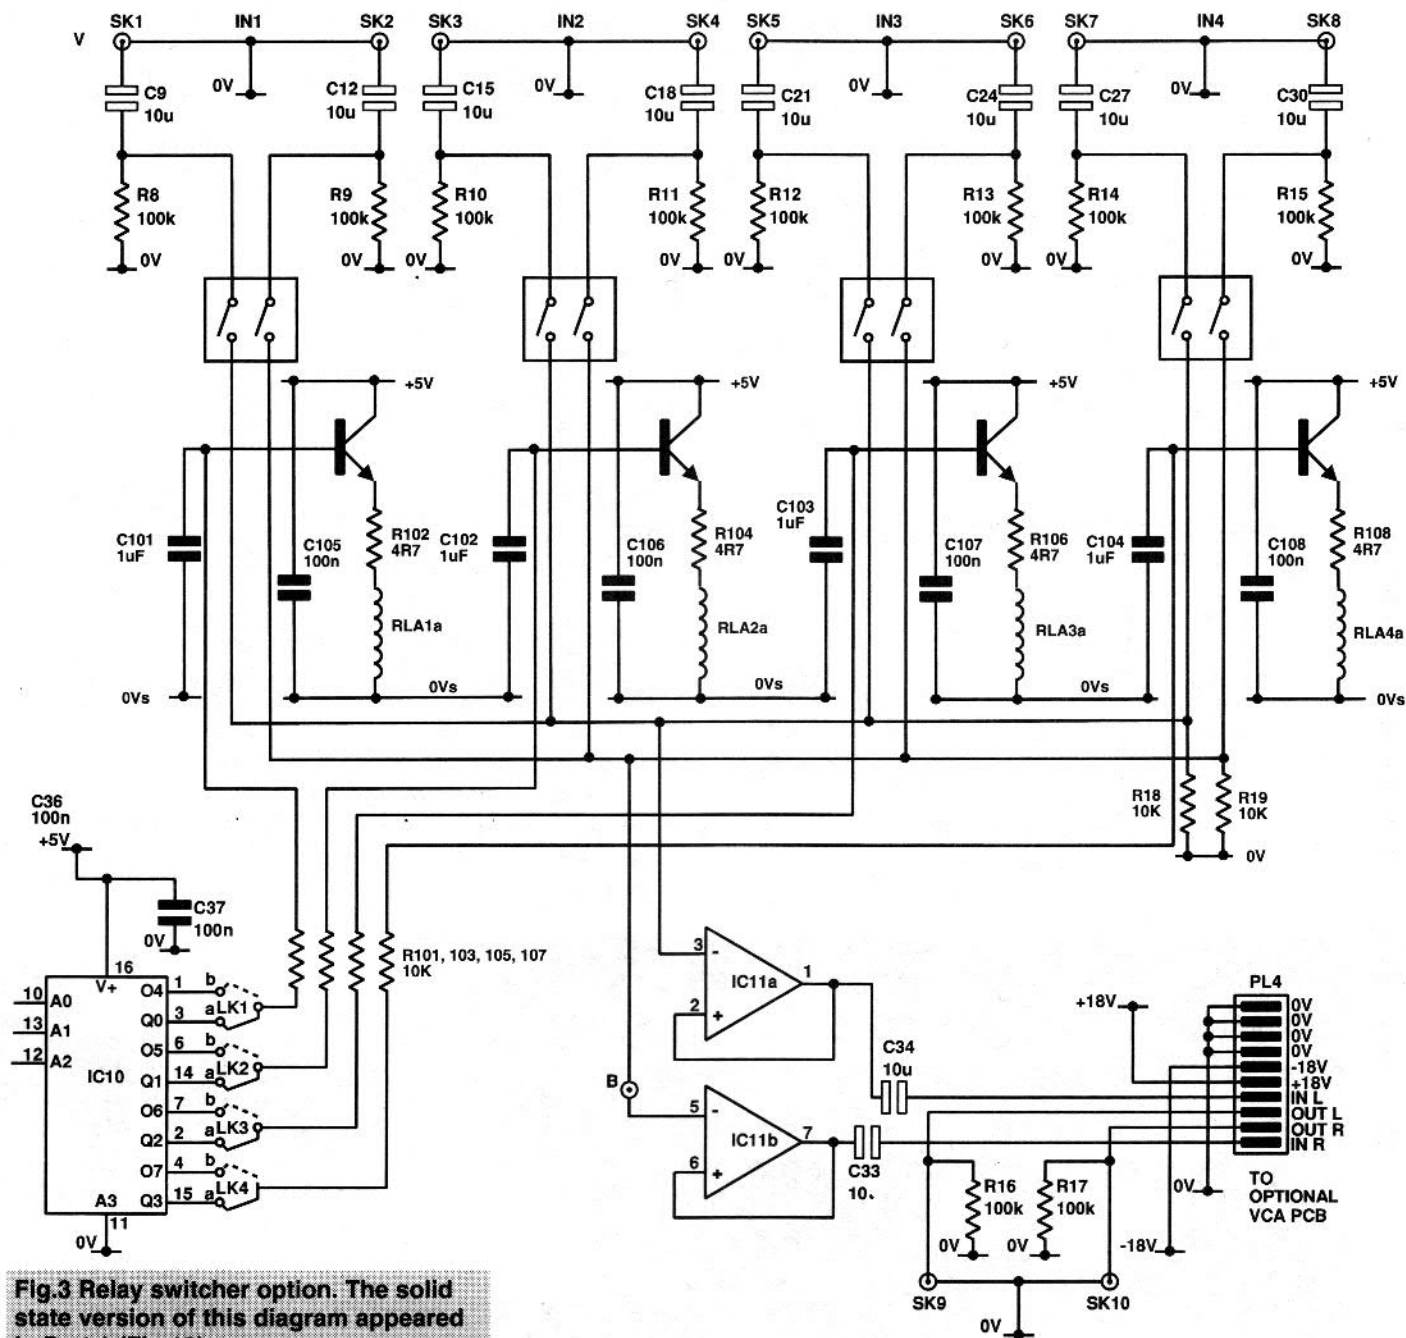 SK1 IN1 SK2 SK3 IN2 SK4 SK5 IN3 SK6 SK7 IN4 SK8
V
0V 0V 0V 0V
C9
10u
C12
10u
C15
10u
C18
10u
C21
10u
C24
10u
C27
10u
C30
10u
R8
100k
R9
100k
R10
100k
R11
100k
R12
100k
R13
100k
R14
100k
R15
100k
0V 0V 0V 0V 0V 0V 0V 0V
+5V +5V +5V +5V
C101
1uF
C105
100n
R102
4R7
RLA1a
C102
1uF
C106
100n
R104
4R7
RLA2a
C103
1uF
C107
100n
R106
4R7
RLA3a
C104
1uF
C108
100n
R108
4R7
RLA4a
0Vs 0Vs 0Vs 0Vs 0Vs
R18
10K
R19
10K
0V
C36
100n
+5V
C37
100n
0V
R101, 103, 105, 107
10K
16
V+
10 A0
13 A1
12 A2
IC10
O4 1 b
Q0 3 a LK1
O5 6 b
Q1 14 a LK2
O6 7 b
Q2 2 a LK3
O7 4 b
Q3 15 a LK4
A3
11
0V
3 -
IC11a
1
2 +
B
5 -
IC11b
7
6 +
C34
10u
C33
10
+18V
PL4
0V
0V
0V
0V
-18V
+18V
IN L
OUT L
OUT R
IN R
TO
OPTIONAL
VCA PCB
0V
-18V
R16
100k
R17
100k
0V 0V
SK9 SK10
0V
Fig.3 Relay switcher option. The solid
state version of this diagram appeared